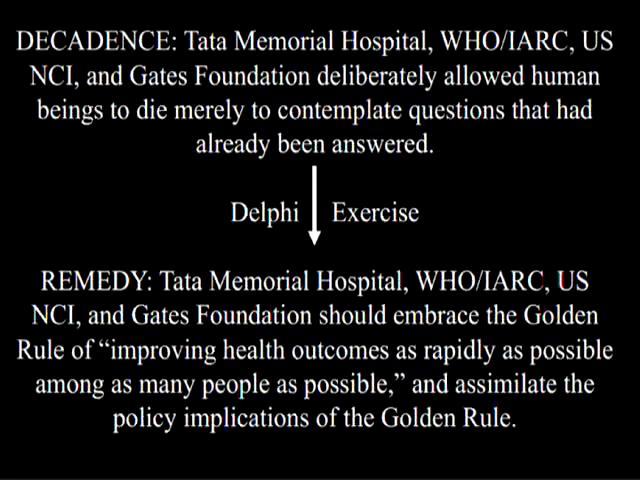 DECADENCE: Tata Memorial Hospital, WHO/IARC, US
NCI, and Gates Foundation deliberately allowed human
beings to die merely to contemplate questions that had
already been answered.
Delphi Exercise
REMEDY: Tata Memorial Hospital, WHO/IARC, US
NCI, and Gates Foundation should embrace the Golden
Rule of “improving health outcomes as rapidly as possible
among as many people as possible,” and assimilate the
policy implications of the Golden Rule.